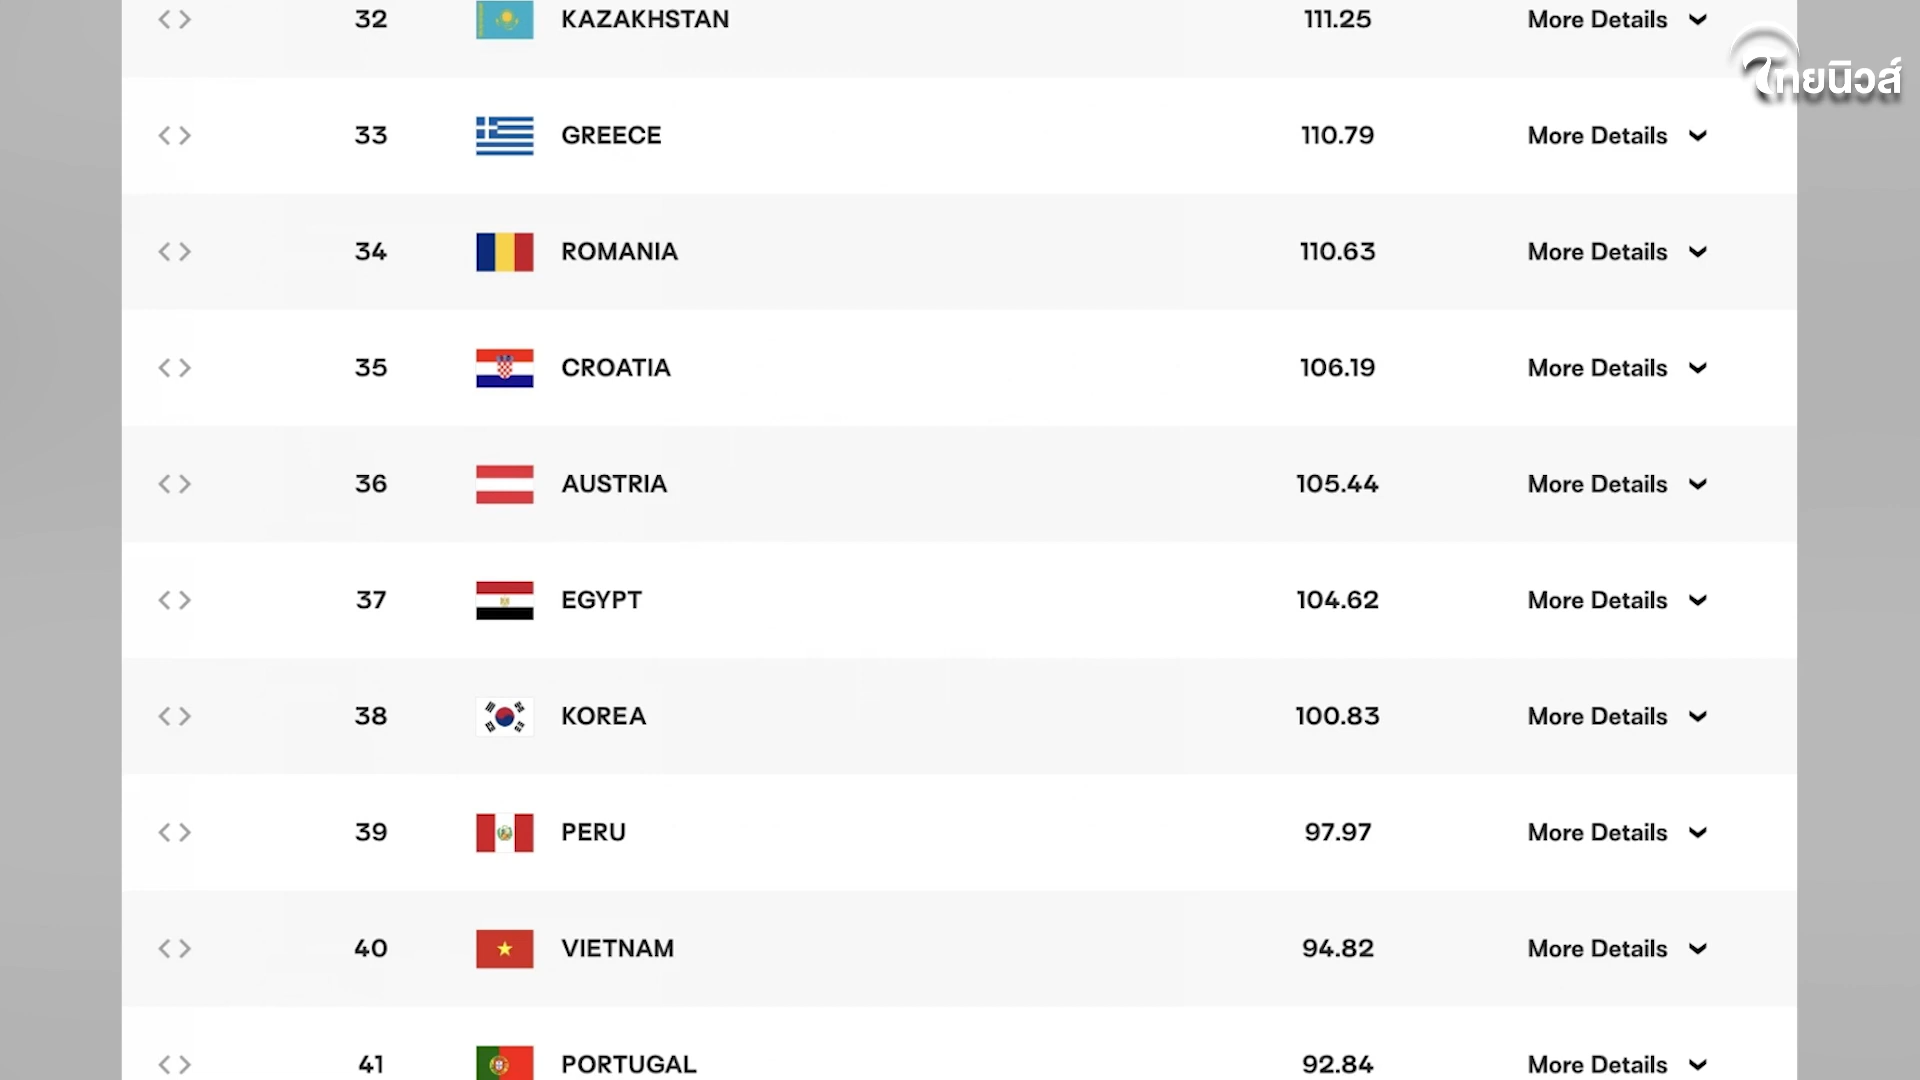 32 KAZAKHSTAN 111.25 More Details
ไทยนิวส์
33 GREECE 110.79 More Details
34 ROMANIA 110.63 More Details
35 CROATIA 106.19 More Details
36 AUSTRIA 105.44 More Details
37 EGYPT 104.62 More Details
38 KOREA 100.83 More Details
39 PERU 97.97 More Details
40 VIETNAM 94.82 More Details
41 PORTUGAL 92.84 More Details